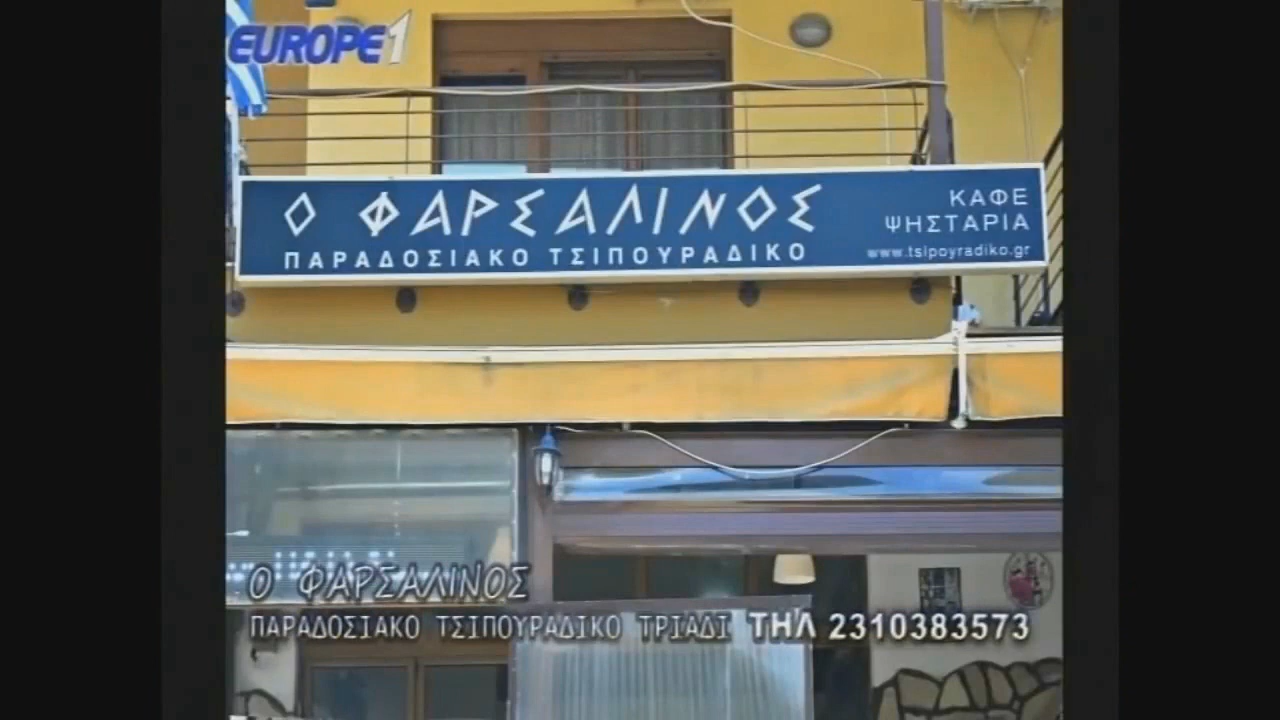 EUROPE1
Ο ΦΑΡΣΑΛΙΝΟΣ
ΠΑΡΑΔΟΣΙΑΚΟ ΤΣΙΠΟΥΡΑΔΙΚΟ
ΚΑΦΕ
ΨΗΣΤΑΡΙΑ
www.tsipoyradiko.gr
Ο ΦΑΡΣΑΛΙΝΟΣ
ΠΑΡΑΔΟΣΙΑΚΟ ΤΣΙΠΟΥΡΑΔΙΚΟ ΤΡΙΑΔΙ ΤΗΛ 2310383573